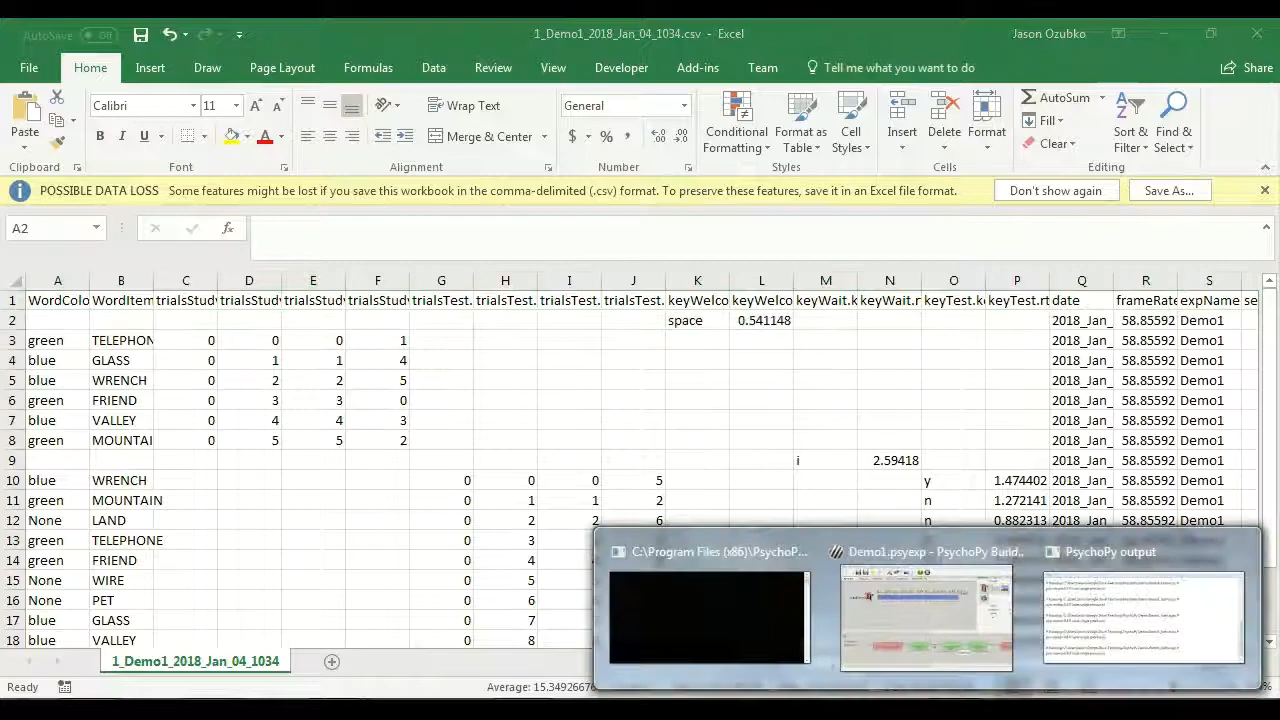 AutoSave Off 1_Demo1_2018_Jan_04_1034.csv - Excel Jason Ozubko
File Home Insert Draw Page Layout Formulas Data Review View Developer Add-ins Team Tell me what you want to do Share
Paste Calibri 11 A A Wrap Text General Conditional Formatting Format as Table Cell Styles Insert Delete Format AutoSum Sort & Filter Find & Select
B I U A Merge & Center $ % , Fill
Clear
Clipboard Font Alignment Number Styles Cells Editing
POSSIBLE DATA LOSS Some features might be lost if you save this workbook in the comma-delimited (.csv) format. To preserve these features, save it in an Excel file format. Don't show again Save As...
A2 fx
A B C D E F G H I J K L M N O P Q R S
1 WordColo WordItem trialsStudy trialsStudy trialsStudy trialsStudy trialsTest. trialsTest. trialsTest. trialsTest. keyWelco keyWelco keyWait.k keyWait.r keyTest.k keyTest.rt date frameRate expName se
2 space 0.541148 2018_Jan_ 58.85592 Demo1
3 green TELEPHON 0 0 0 1 2018_Jan_ 58.85592 Demo1
4 blue GLASS 0 1 1 4 2018_Jan_ 58.85592 Demo1
5 blue WRENCH 0 2 2 5 2018_Jan_ 58.85592 Demo1
6 green FRIEND 0 3 3 0 2018_Jan_ 58.85592 Demo1
7 blue VALLEY 0 4 4 3 2018_Jan_ 58.85592 Demo1
8 green MOUNTAI 0 5 5 2 2018_Jan_ 58.85592 Demo1
9 i 2.59418 2018_Jan_ 58.85592 Demo1
10 blue WRENCH 0 0 0 5 y 1.474402 2018_Jan_ 58.85592 Demo1
11 green MOUNTAIN 0 1 1 2 n 1.272141 2018_Jan_ 58.85592 Demo1
12 None LAND 0 2 2 6 n 0.882313 2018_Jan_ 58.85592 Demo1
13 green TELEPHONE 0 3
14 green FRIEND 0 4
15 None WIRE 0 5
16 None PET
17 blue GLASS
18 blue VALLEY 8
C:\Program Files (x86)\PsychoP... Demo1.psyexp - PsychoPy Build... PsychoPy output
1_Demo1_2018_Jan_04_1034
Ready Average: 15.34926676